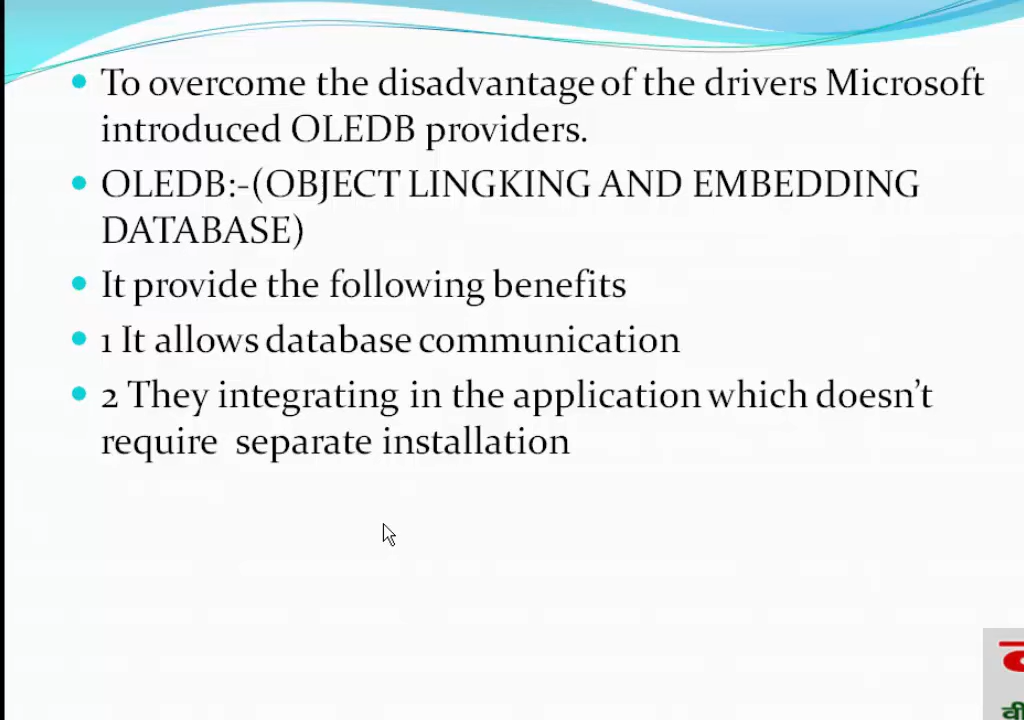 • To overcome the disadvantage of the drivers Microsoft
introduced OLEDB providers.
• OLEDB:-(OBJECT LINGKING AND EMBEDDING
DATABASE)
• It provide the following benefits
• 1 It allows database communication
• 2 They integrating in the application which doesn't
require separate installation